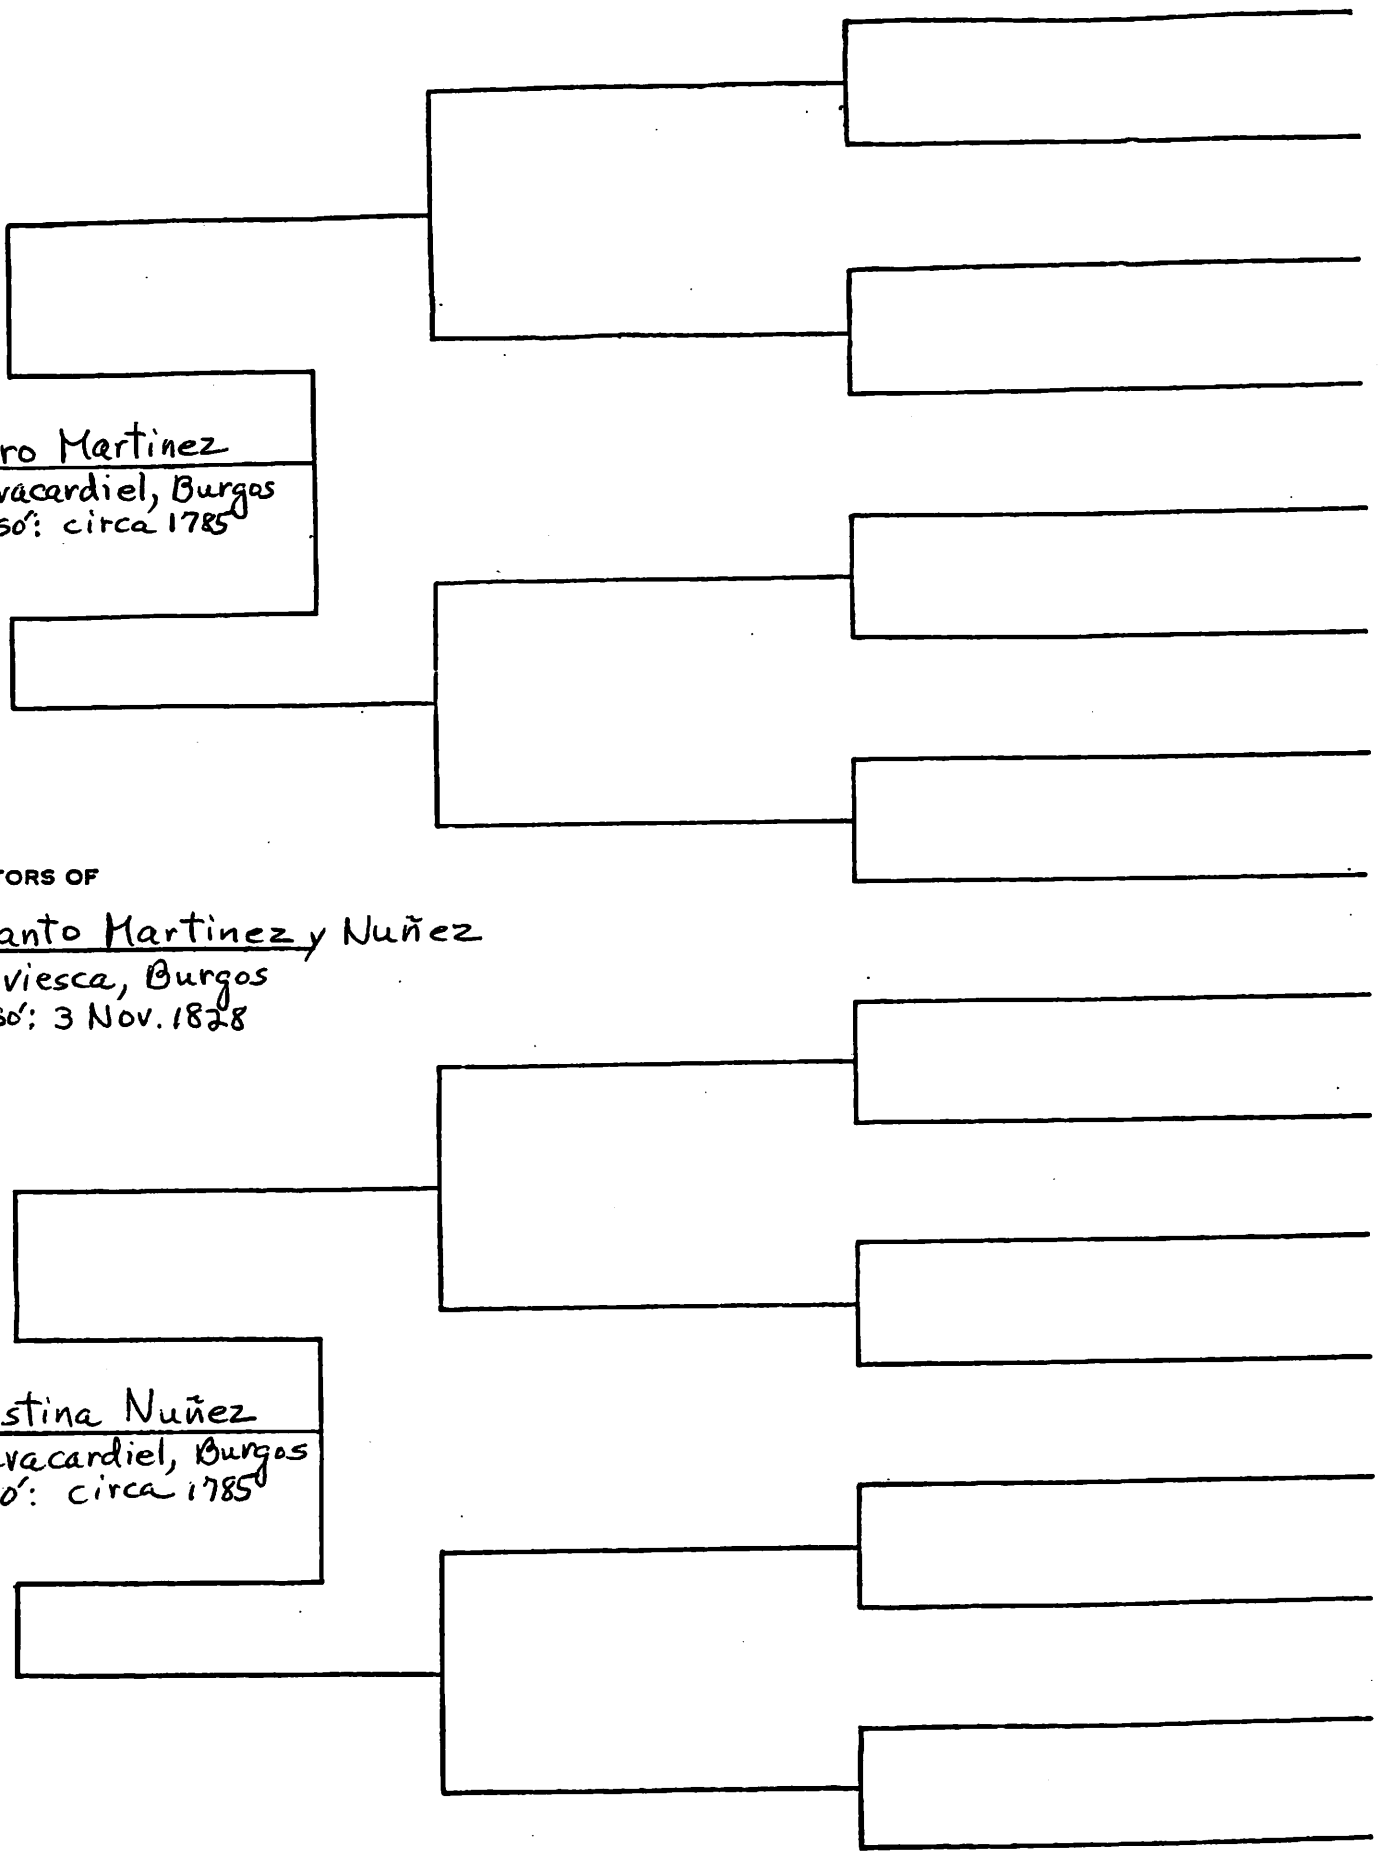 ro Martinez
vacardiel, Burgos
só: circa 1785
TORS OF
anto Martinez y Nuñez
viesca, Burgos
só: 3 Nov. 1828
stina Nuñez
vacardiel, Burgos
ó: circa 1785